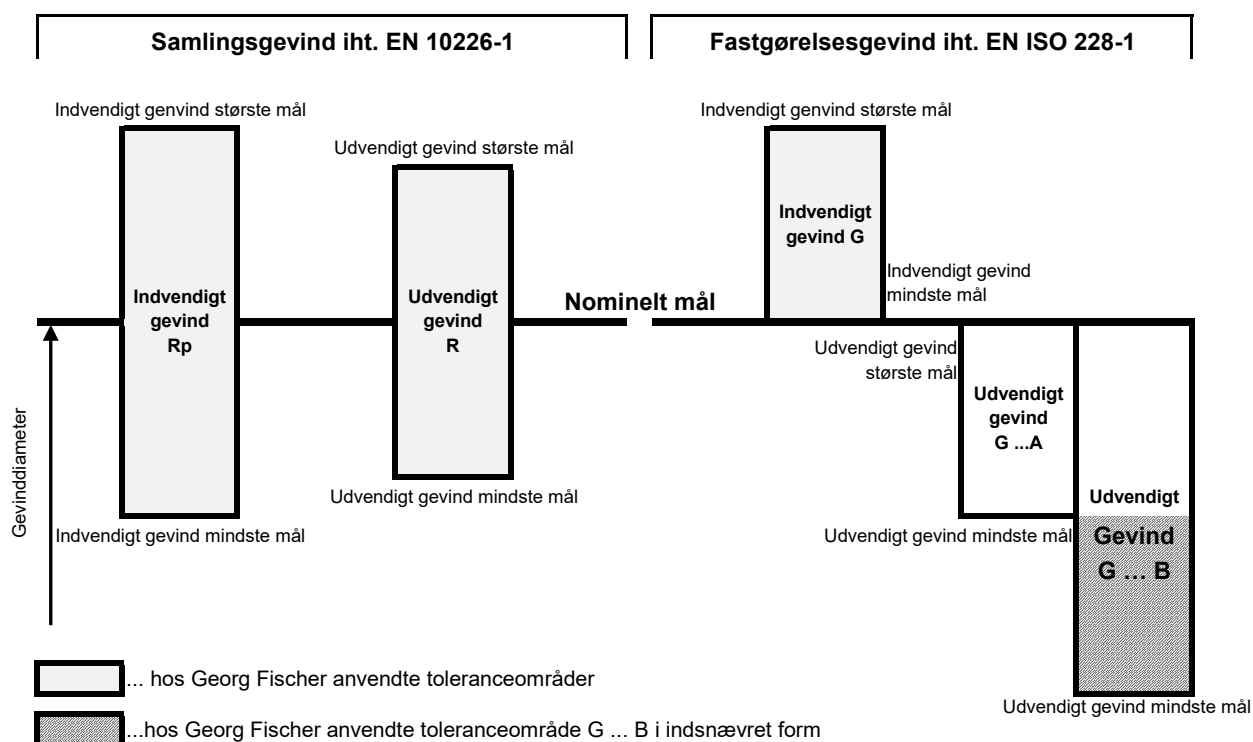 Samlingsgevind iht. EN 10226-1
Fastgørelsesgevind iht. EN ISO 228-1
Indvendigt genvind største mål
Udvendigt gevind største mål
Indvendigt genvind største mål
Indvendigt
gevind G
Indvendigt gevind
mindste mål
Indvendigt
gevind
Rp
Udvendigt
gevind
R
Nominelt mål
Udvendigt gevind
største mål
Udvendigt
gevind
G ...A
Gevinddiameter
Udvendigt gevind mindste mål
Indvendigt gevind mindste mål
Udvendigt gevind mindste mål
Udvendigt
Gevind
G ... B
... hos Georg Fischer anvendte toleranceområder
Udvendigt gevind mindste mål
...hos Georg Fischer anvendte toleranceområde G ... B i indsnævret form